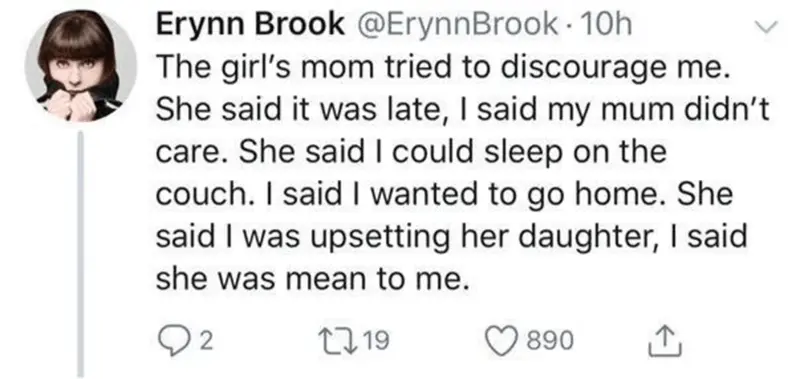 Erynn Brook @ErynnBrook · 10h
The girl's mom tried to discourage me.
She said it was late, I said my mum didn't
care. She said I could sleep on the
couch. I said I wanted to go home. She
said I was upsetting her daughter, I said
she was mean to me.
2 19 890